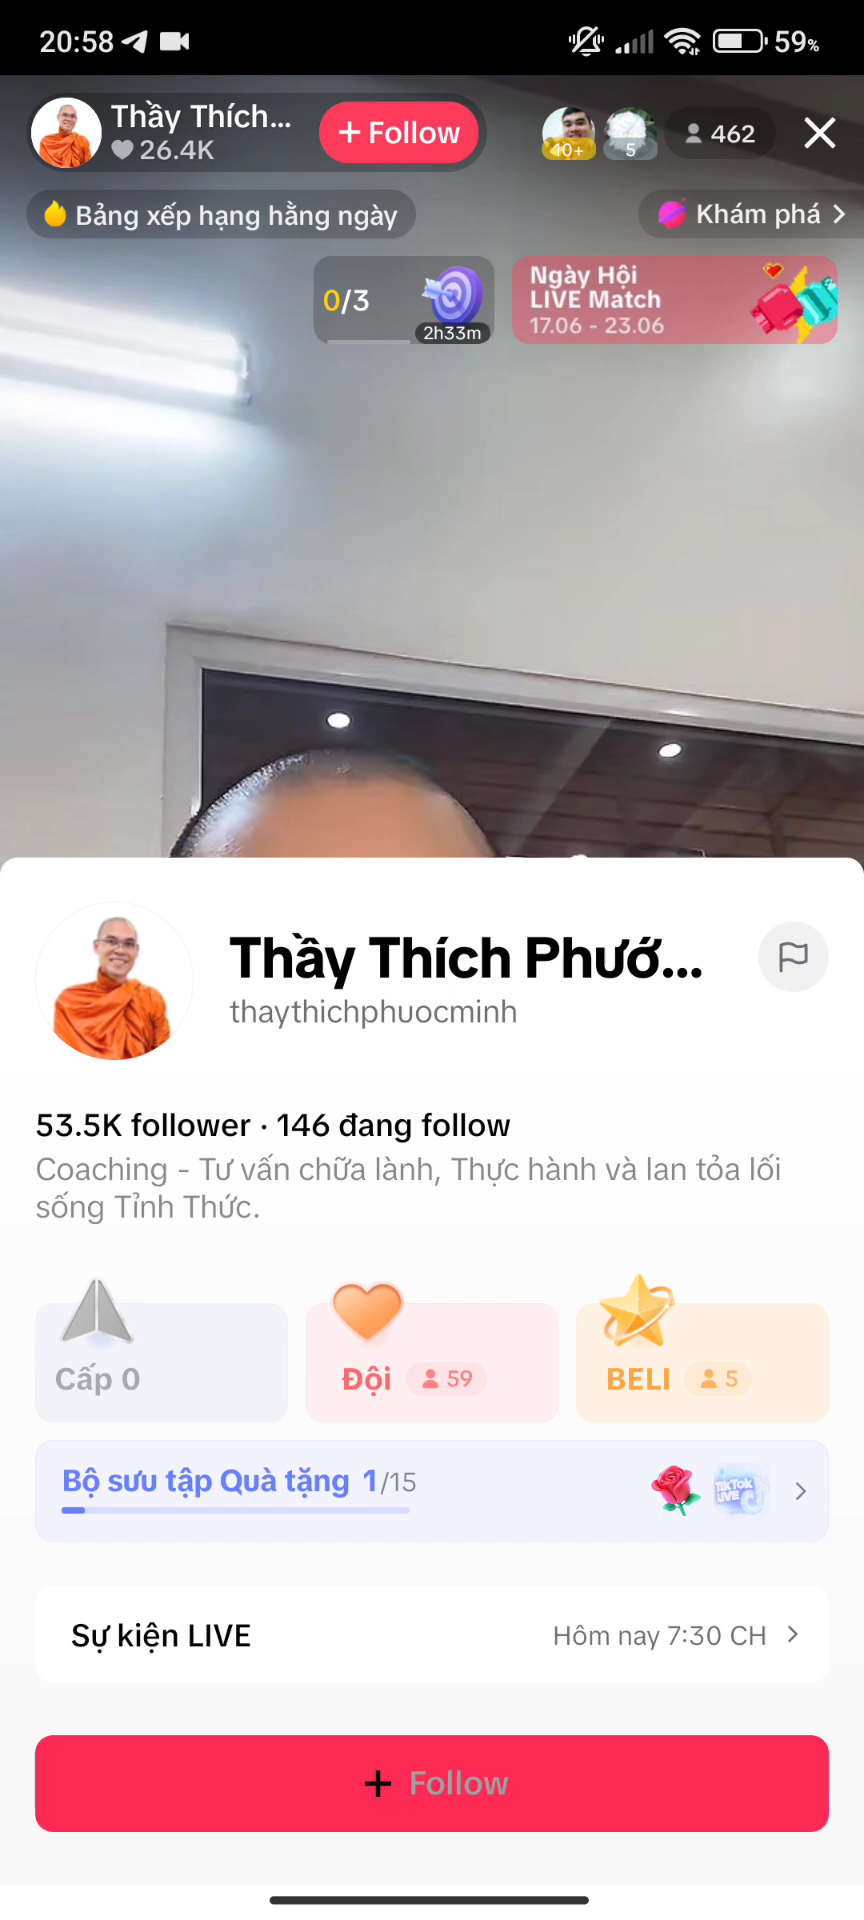 20:58
59%
Thầy Thích...
26.4K
+ Follow
10+
5
462
Bảng xếp hạng hằng ngày
Khám phá
0/3
2h33m
Ngày Hội
LIVE Match
17.06 - 23.06
Thầy Thích Phướ...
thaythichphuocminh
53.5K follower · 146 đang follow
Coaching - Tư vấn chữa lành, Thực hành và lan tỏa lối
sống Tỉnh Thức.
Cấp 0
Đội 59
BELI 5
Bộ sưu tập Quà tặng 1/15
TikTok
LIVE
Sự kiện LIVE
Hôm nay 7:30 CH
+ Follow